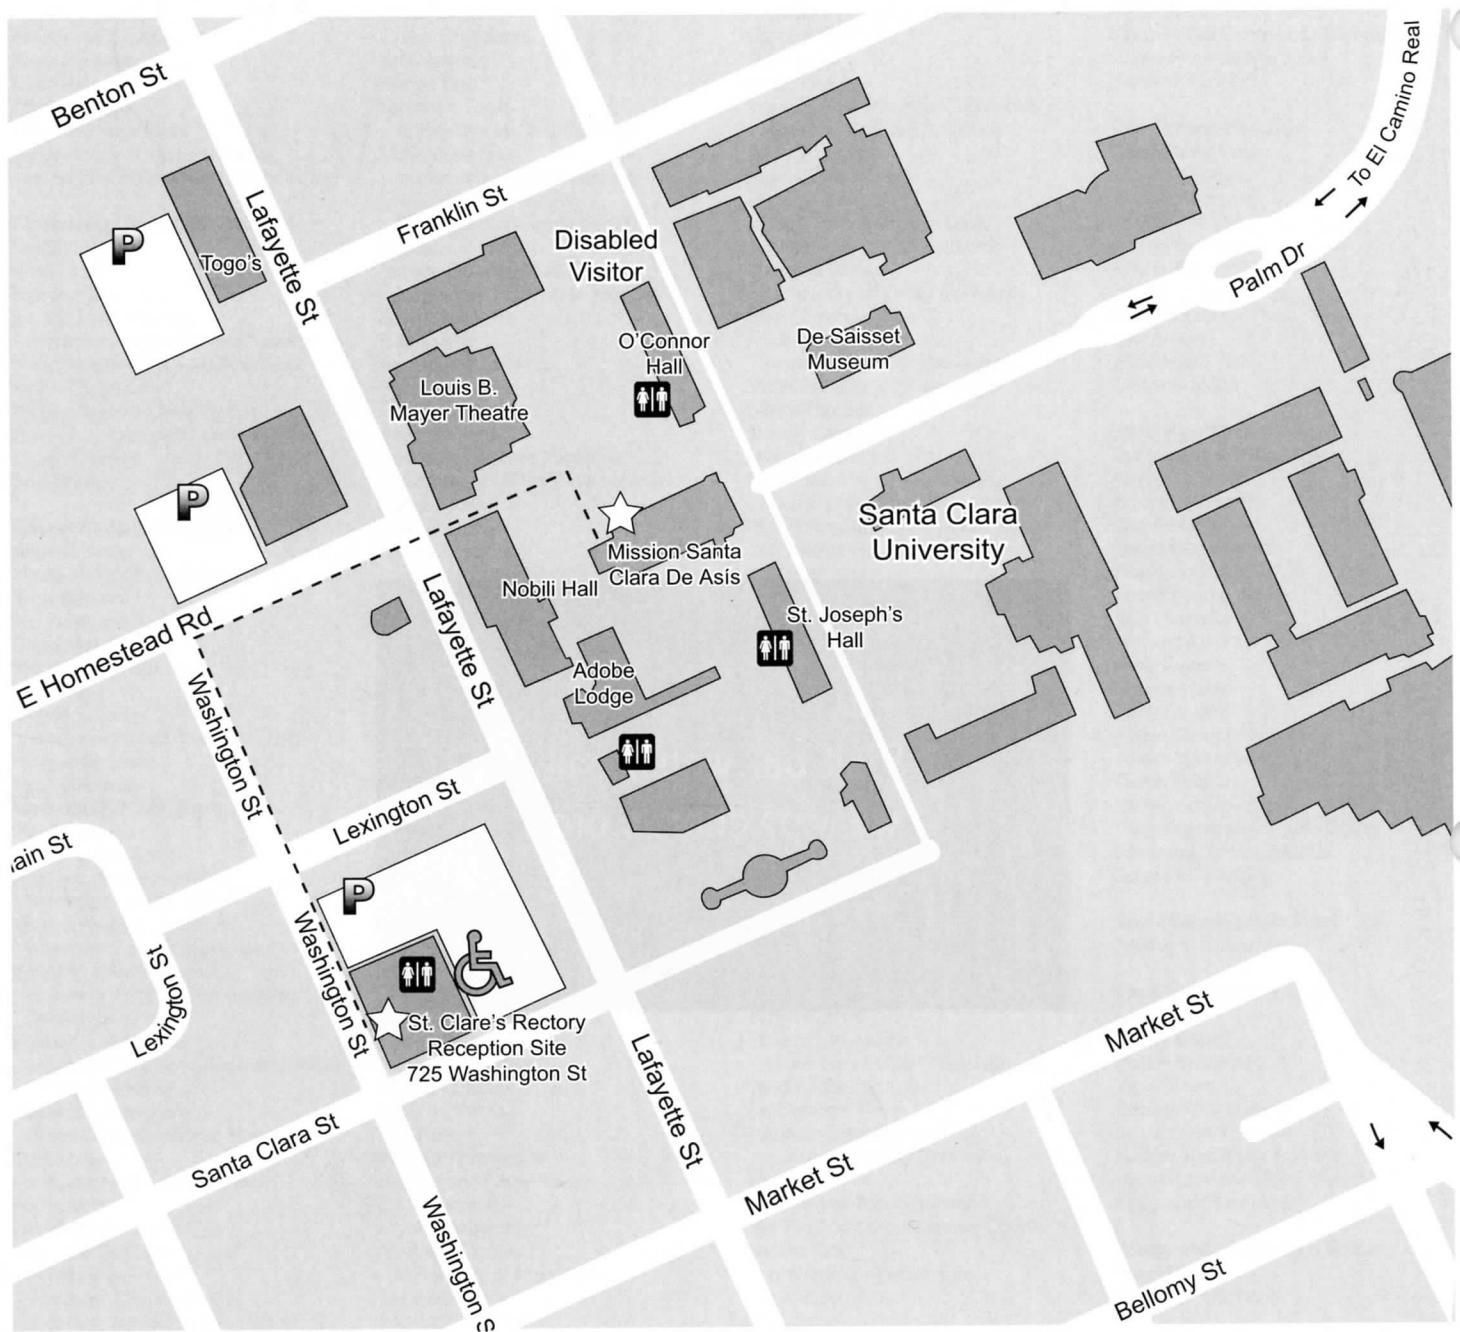 Benton St
To El Camino Real
Franklin St
Lafayette St
Togo's
P
Disabled
Visitor
Palm Dr
O'Connor
Hall
De Saisset
Museum
Louis B.
Mayer Theatre
P
Santa Clara
University
Mission Santa
Clara De Asís
Nobili Hall
St. Joseph's
Hall
E Homestead Rd
Lafayette St
Adobe
Lodge
Washington St
Lexington St
ain St
P
Washington St
Lexington St
St. Clare's Rectory
Reception Site
725 Washington St
Market St
Lafayette St
Santa Clara St
Market St
Washington S
Bellomy St